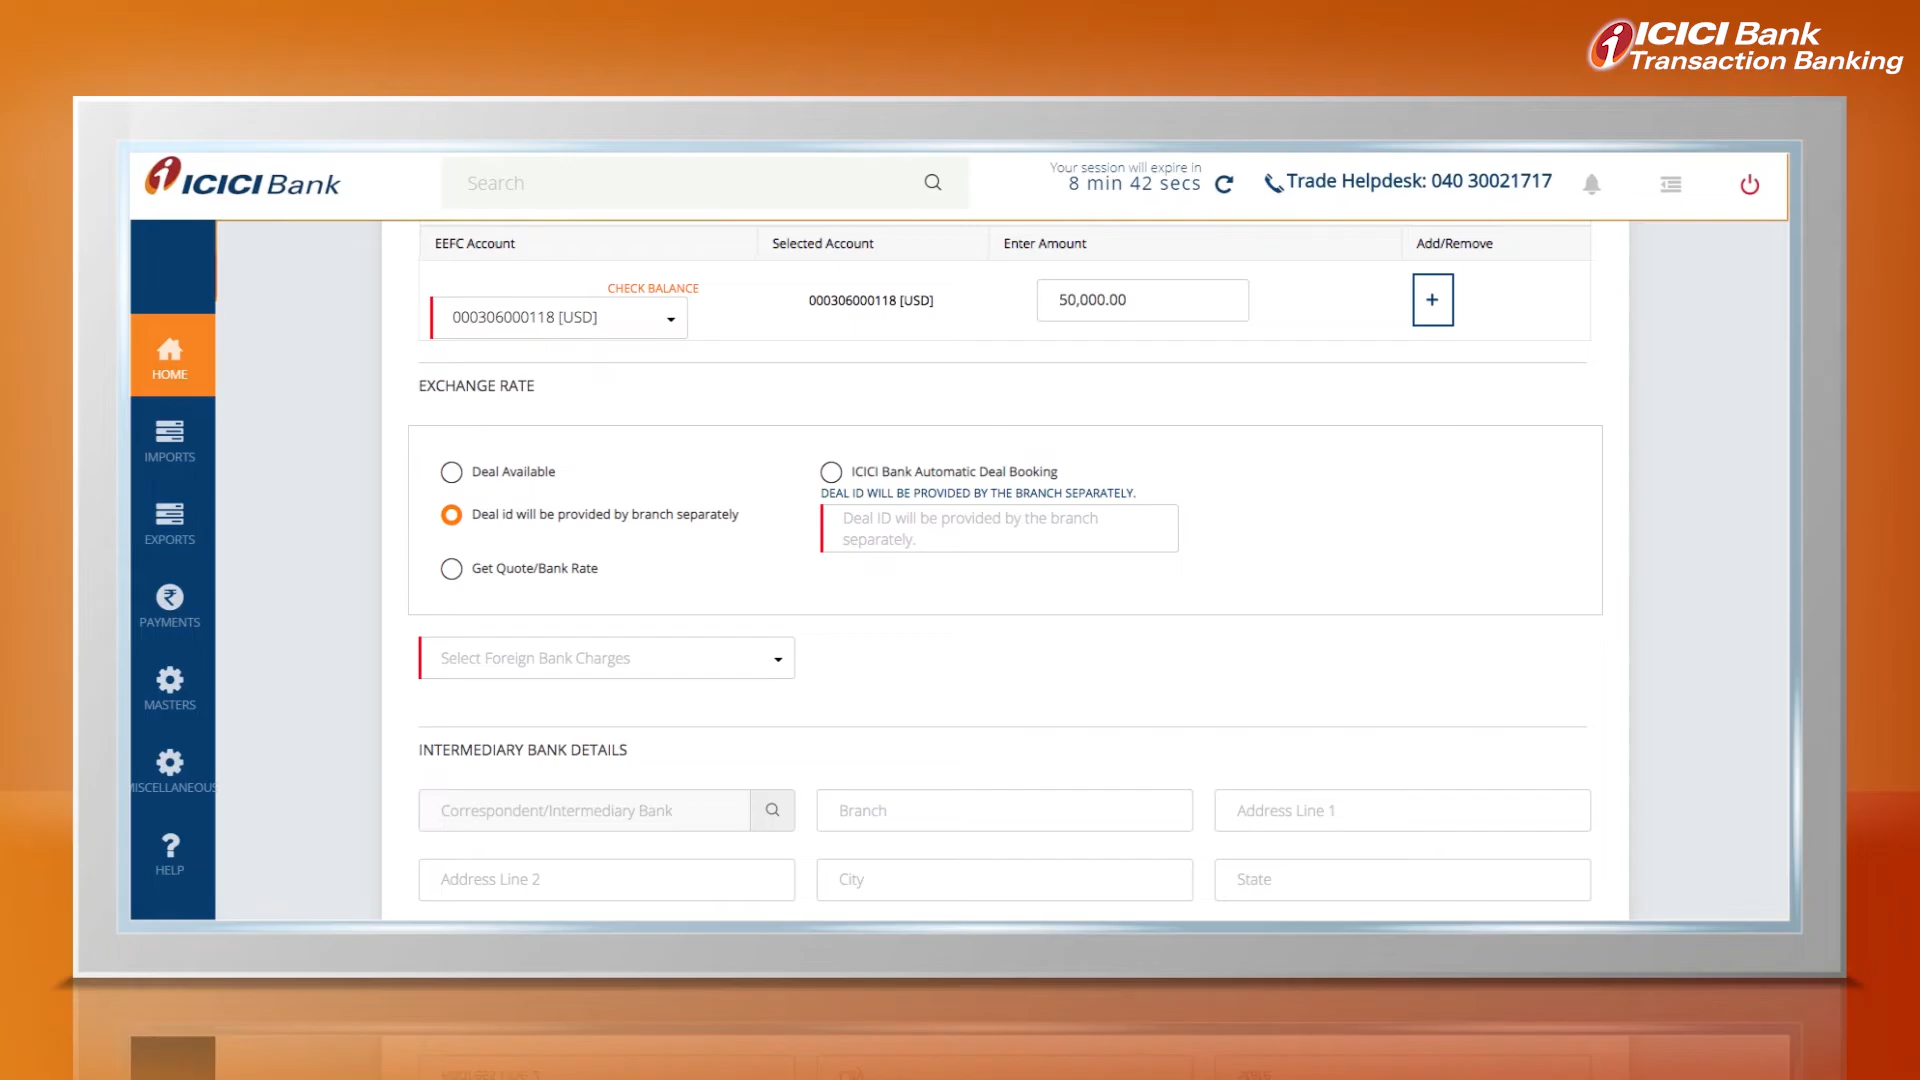 ICICI Bank
Transaction Banking
ICICI Bank
Search
Your session will expire in
8 min 42 secs
Trade Helpdesk: 040 30021717
EEFC Account
Selected Account
Enter Amount
Add/Remove
CHECK BALANCE
000306000118 [USD]
000306000118 [USD]
50,000.00
+
HOME
EXCHANGE RATE
IMPORTS
Deal Available
ICICI Bank Automatic Deal Booking
DEAL ID WILL BE PROVIDED BY THE BRANCH SEPARATELY.
Deal id will be provided by branch separately
Deal ID will be provided by the branch
separately.
EXPORTS
Get Quote/Bank Rate
PAYMENTS
Select Foreign Bank Charges
MASTERS
INTERMEDIARY BANK DETAILS
MISCELLANEOUS
Correspondent/Intermediary Bank
Branch
Address Line 1
HELP
Address Line 2
City
State